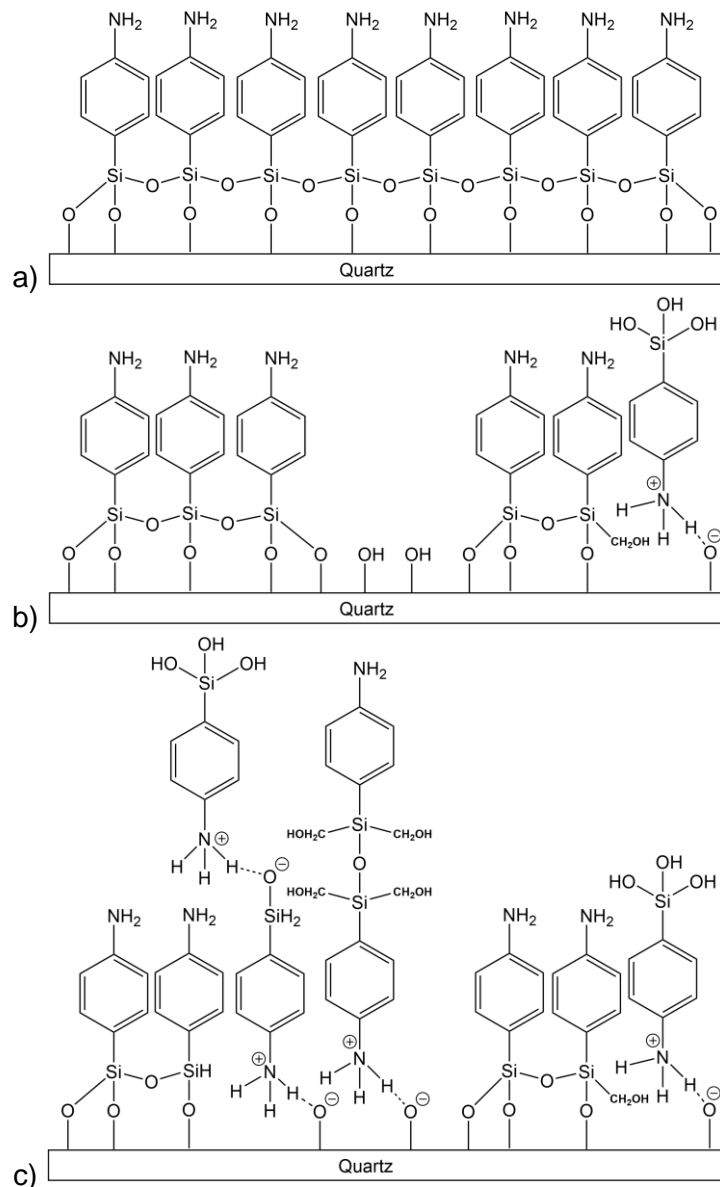 NH2 NH2 NH2 NH2 NH2 NH2 NH2 NH2
Si O Si O Si O Si O Si O Si O Si O Si
O O O O O O O O O O
Quartz
a)
OH
HO OH
Si
NH2 NH2 NH2 NH2 NH2
Si O Si O Si Si O Si H N H
CH2OH H
O O O O OH OH O O O O
Quartz
b)
OH
HO OH
Si
NH2
N H H H
HOH2C Si CH2OH
O
HOH2C Si CH2OH
O
SiH2
OH
HO OH
Si
NH2 NH2 NH2 NH2
Si O SiH H N H H H N H H Si O Si H N H
CH2OH H
O O O O O O O O O
Quartz
c)